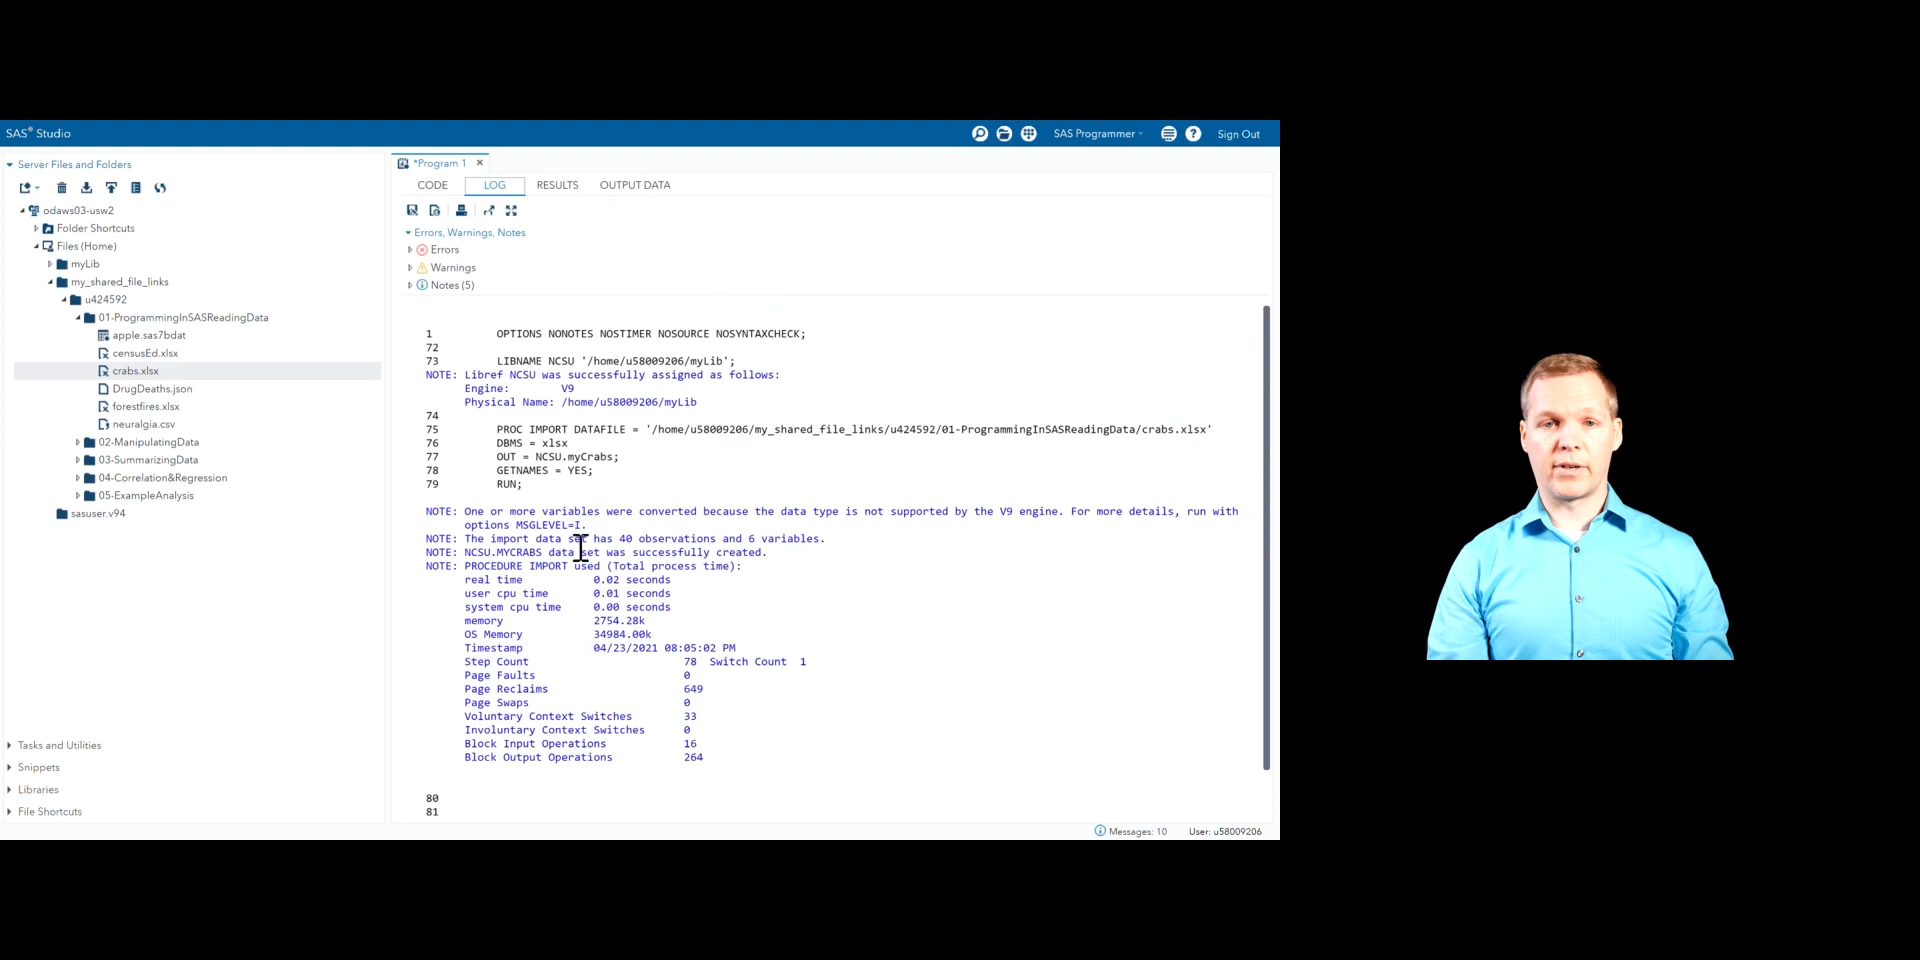 SAS® Studio
SAS Programmer
Sign Out
Server Files and Folders
odaws03-usw2
Folder Shortcuts
Files (Home)
myLib
my_shared_file_links
u424592
01-ProgrammingInSASReadingData
apple.sas7bdat
censusEd.xlsx
crabs.xlsx
DrugDeaths.json
forestfires.xlsx
neuralgia.csv
02-ManipulatingData
03-SummarizingData
04-Correlation&Regression
05-ExampleAnalysis
sasuser.v94
Tasks and Utilities
Snippets
Libraries
File Shortcuts
*Program 1
CODE LOG RESULTS OUTPUT DATA
Errors, Warnings, Notes
Errors
Warnings
Notes (5)
1 OPTIONS NONOTES NOSTIMER NOSOURCE NOSYNTAXCHECK;
72
73 LIBNAME NCSU '/home/u58009206/myLib';
NOTE: Libref NCSU was successfully assigned as follows:
Engine: V9
Physical Name: /home/u58009206/myLib
74
75 PROC IMPORT DATAFILE = '/home/u58009206/my_shared_file_links/u424592/01-ProgrammingInSASReadingData/crabs.xlsx'
76 DBMS = xlsx
77 OUT = NCSU.myCrabs;
78 GETNAMES = YES;
79 RUN;
NOTE: One or more variables were converted because the data type is not supported by the V9 engine. For more details, run with
options MSGLEVEL=I.
NOTE: The import data set has 40 observations and 6 variables.
NOTE: NCSU.MYCRABS data set was successfully created.
NOTE: PROCEDURE IMPORT used (Total process time):
real time 0.02 seconds
user cpu time 0.01 seconds
system cpu time 0.00 seconds
memory 2754.28k
OS Memory 34984.00k
Timestamp 04/23/2021 08:05:02 PM
Step Count 78 Switch Count 1
Page Faults 0
Page Reclaims 649
Page Swaps 0
Voluntary Context Switches 33
Involuntary Context Switches 0
Block Input Operations 16
Block Output Operations 264
80
81
Messages: 10
User: u58009206